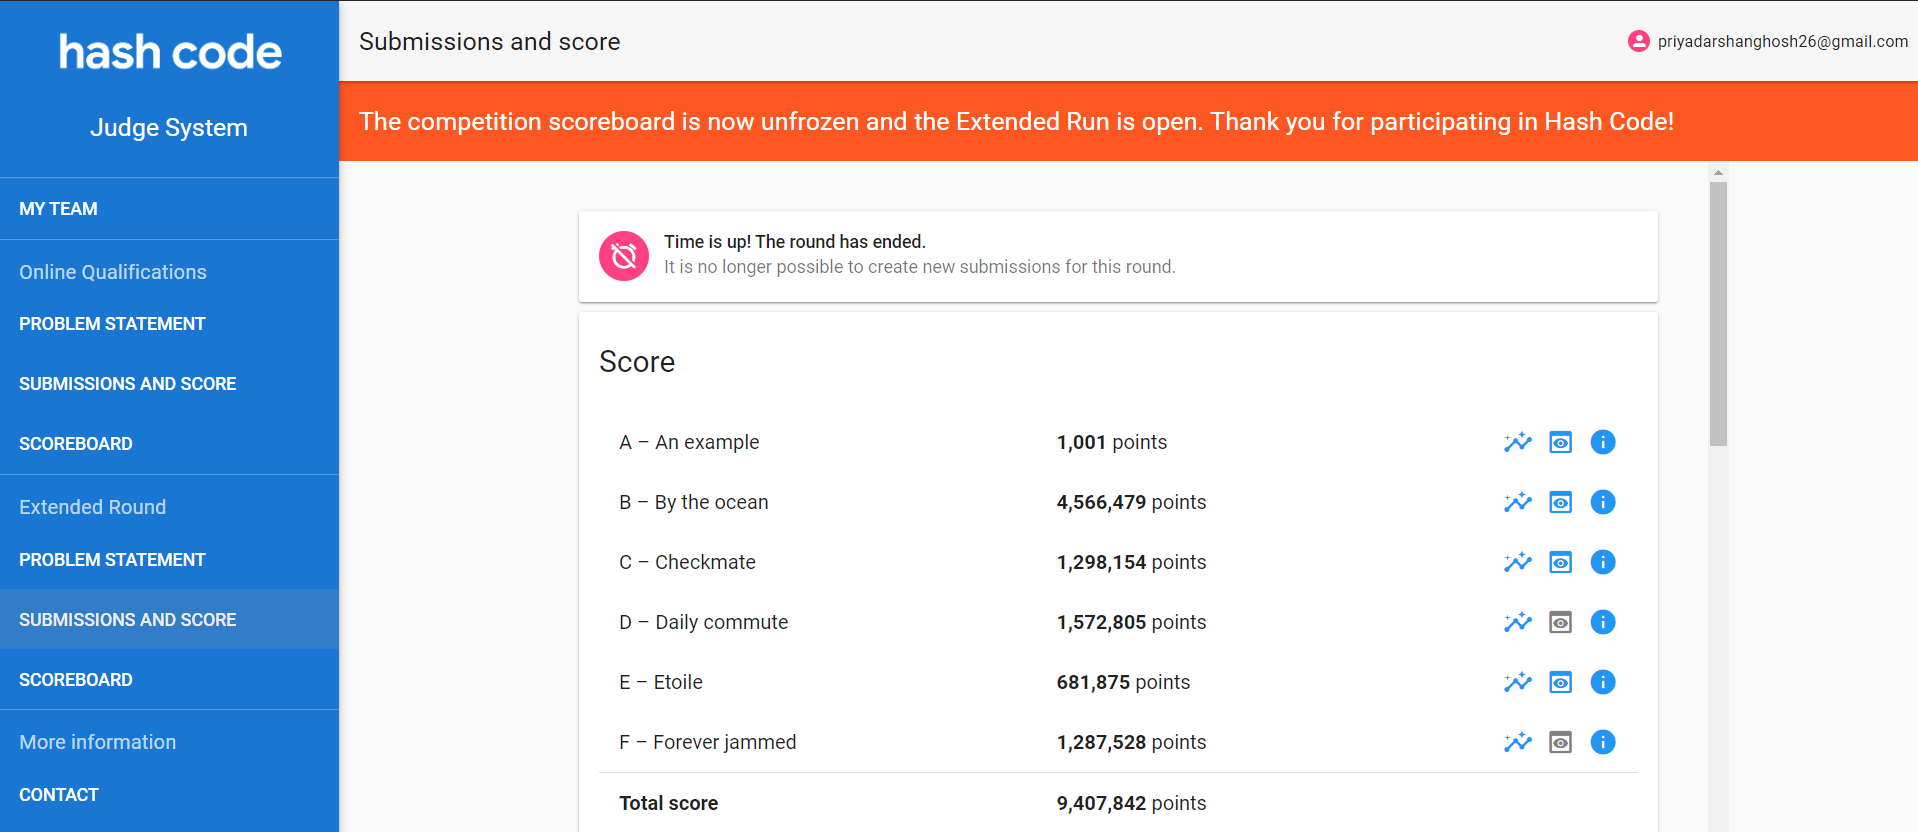 hash code
Judge System
MY TEAM
Online Qualifications
PROBLEM STATEMENT
SUBMISSIONS AND SCORE
SCOREBOARD
Extended Round
PROBLEM STATEMENT
SUBMISSIONS AND SCORE
SCOREBOARD
More information
CONTACT
Submissions and score
priyadarshanghosh26@gmail.com
The competition scoreboard is now unfrozen and the Extended Run is open. Thank you for participating in Hash Code!
Time is up! The round has ended.
It is no longer possible to create new submissions for this round.
Score
A – An example 1,001 points
B – By the ocean 4,566,479 points
C – Checkmate 1,298,154 points
D – Daily commute 1,572,805 points
E – Etoile 681,875 points
F – Forever jammed 1,287,528 points
Total score 9,407,842 points